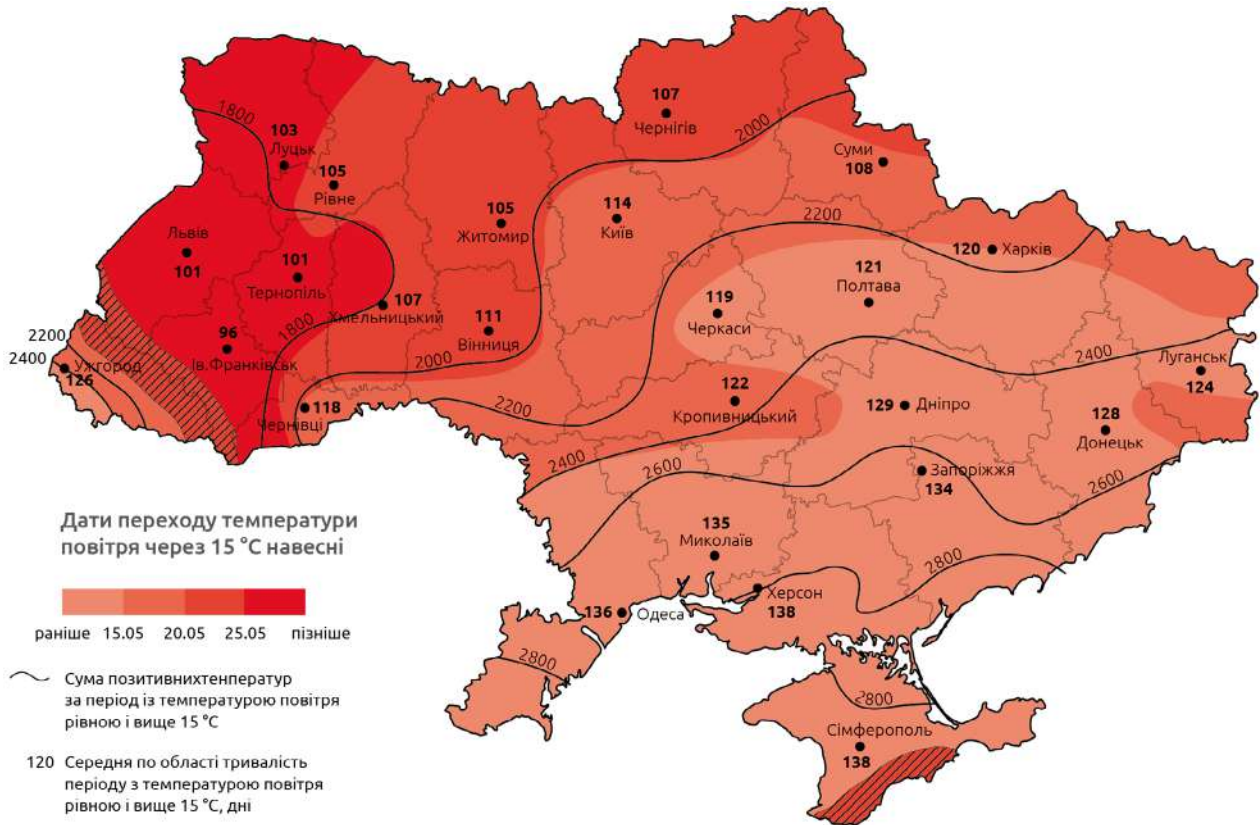 107
Чернігів
2000
1800
103
Луцьк
105
Рівне
105
Житомир
114
Київ
Суми
108
2200
120 Харків
Львів
101
101
Тернопіль
107
Хмельницький
111
Вінниця
119
Черкаси
121
Полтава
2200
2400
Ужгород
126
96
Ів.Франківськ
1800
2000
118
Чернівці
2200
122
Кропивницький
2400
129 Дніпро
128
Донецьк
Луганськ
124
2400
2600
Запоріжжя
134
2600
135
Миколаїв
2800
Херсон
138
136 Одеса
2800
2800
Сімферополь
138
Дати переходу температури
повітря через 15 °C навесні
раніше 15.05 20.05 25.05 пізніше
Сума позитивнихтенператур
за період із температурою повітря
рівною і вище 15 °C
120 Середня по області тривалість
періоду з температурою повітря
рівною і вище 15 °C, дні